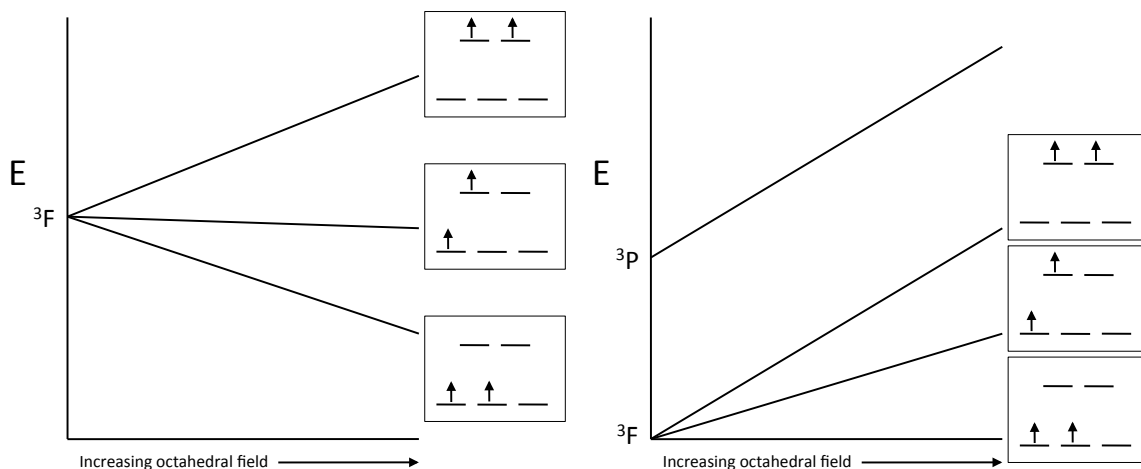 E
³F
Increasing octahedral field
E
³P
³F
Increasing octahedral field